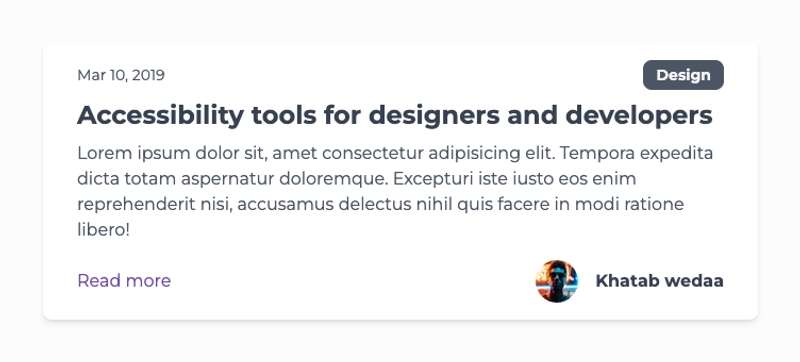 Mar 10, 2019
Design
Accessibility tools for designers and developers
Lorem ipsum dolor sit, amet consectetur adipisicing elit. Tempora expedita
dicta totam aspernatur doloremque. Excepturi iste iusto eos enim
reprehenderit nisi, accusamus delectus nihil quis facere in modi ratione
libero!
Read more
Khatab wedaa